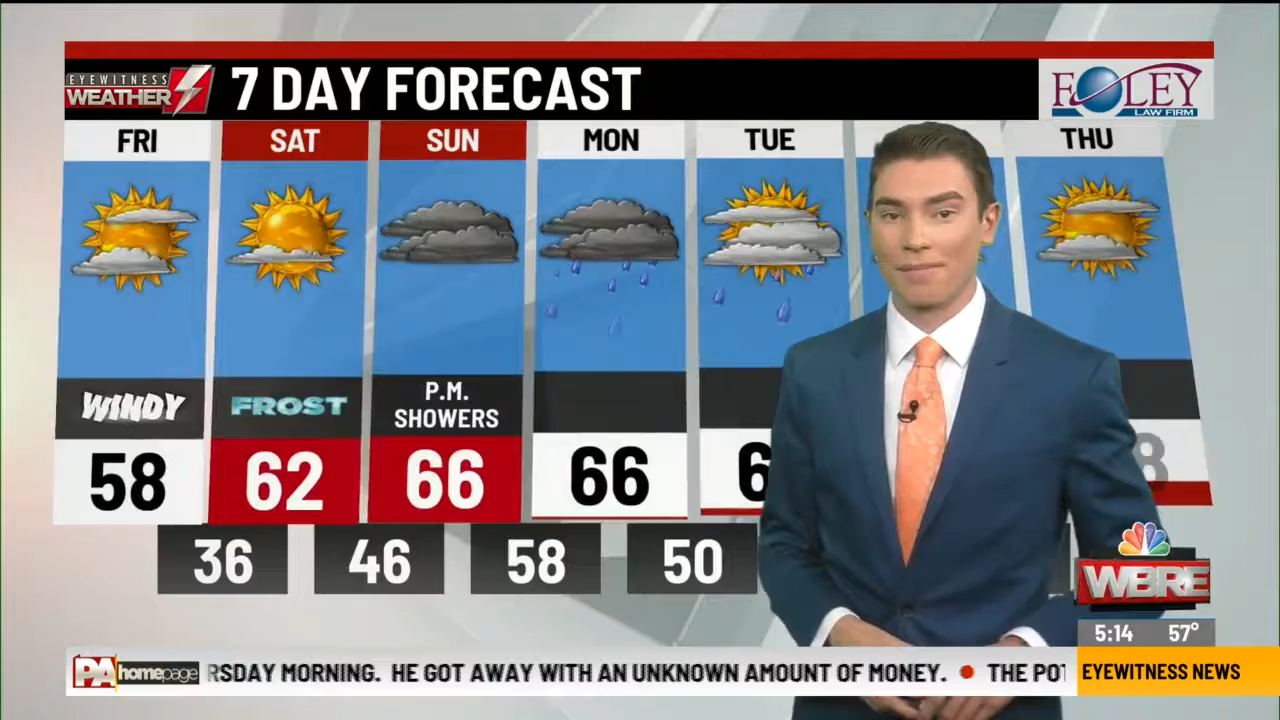 EYEWITNESS
WEATHER
7 DAY FORECAST
FOLEY
LAW FIRM
FRI
SAT
SUN
MON
TUE
THU
WINDY
FROST
P.M.
SHOWERS
58
62
66
66
6
8
36
46
58
50
WBRE
5:14 57°
PA homepage
RSDAY MORNING. HE GOT AWAY WITH AN UNKNOWN AMOUNT OF MONEY. • THE POT
EYEWITNESS NEWS